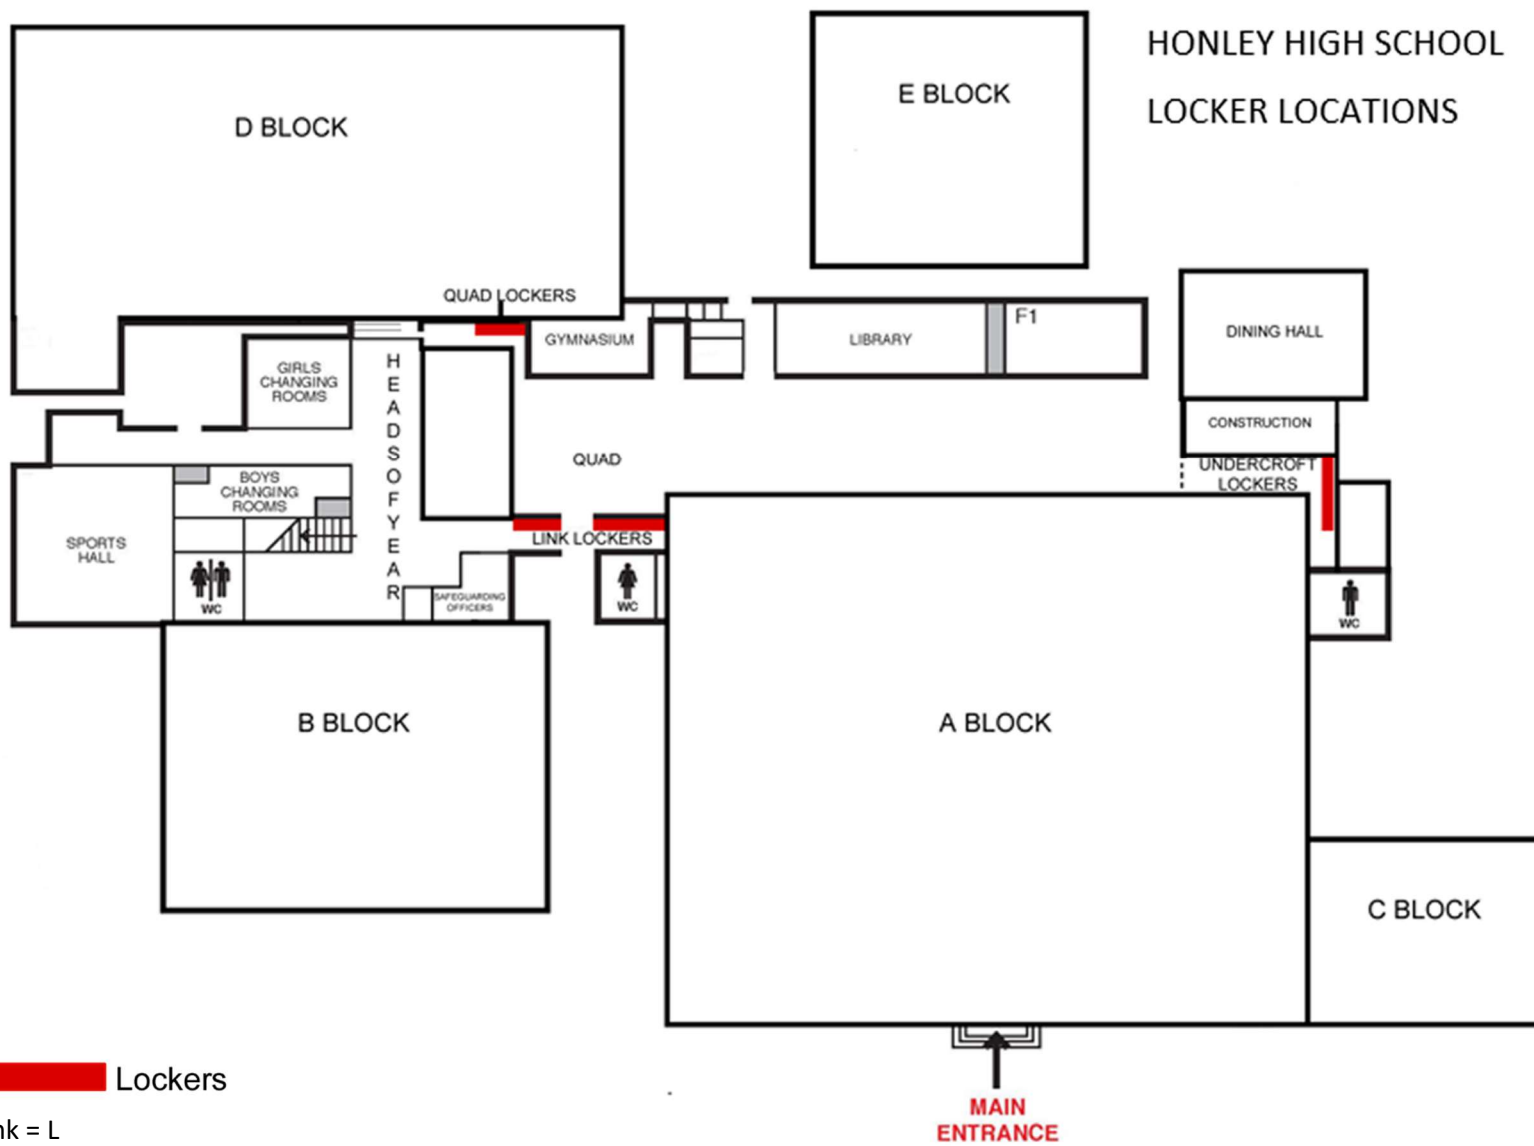 HONLEY HIGH SCHOOL
LOCKER LOCATIONS
D BLOCK
E BLOCK
QUAD LOCKERS
GYMNASIUM
LIBRARY
F1
DINING HALL
CONSTRUCTION
UNDERCROFT
LOCKERS
GIRLS
CHANGING
ROOMS
HEADSOFYEAR
QUAD
BOYS
CHANGING
ROOMS
SPORTS
HALL
LINK LOCKERS
SAFEGUARDING
OFFICERS
WC
WC
WC
B BLOCK
A BLOCK
C BLOCK
Lockers
nk = L
MAIN
ENTRANCE